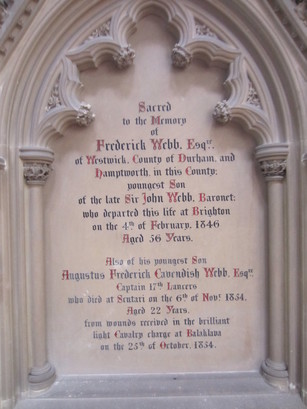 Sacred
to the Memory
of
Frederick Webb, Esqre.
of Westwick, County of Durham, and
Hamptworth, in this County;
youngest Son
of the late Sir John Webb, Baronet:
who departed this life at Brighton
on the 4th of February, 1846
Aged 56 Years.
Also of his youngest Son
Augustus Frederick Cavendish Webb, Esqre.
Captain 17th Lancers
who died at Scutari on the 6th of Novr. 1854.
Aged 22 Years.
from wounds received in the brilliant
light Cavalry charge at Balaklava
on the 25th of October, 1854.